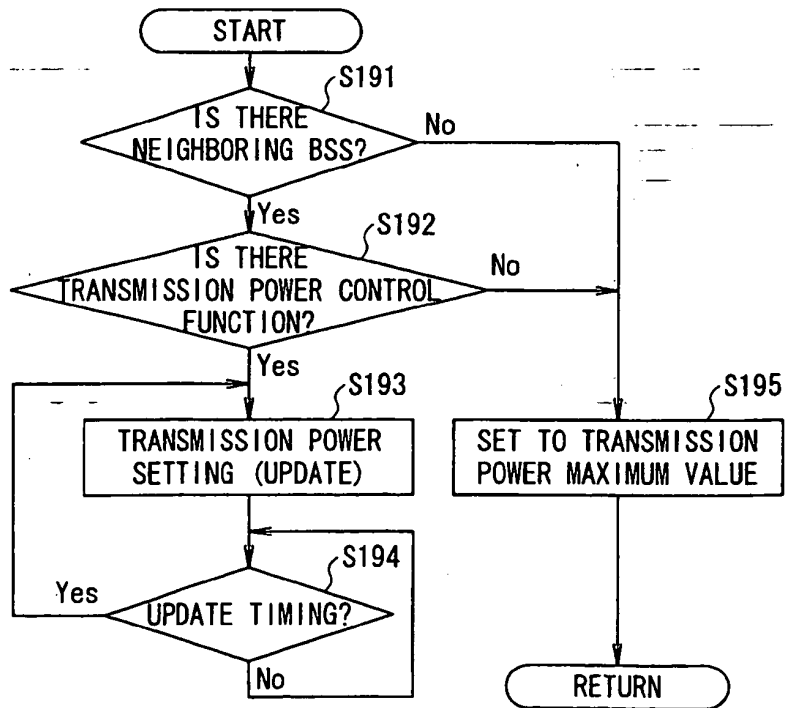 START
S191
IS THERE
NEIGHBORING BSS?
No
Yes
S192
IS THERE
TRANSMISSION POWER CONTROL
FUNCTION?
No
Yes
S193
TRANSMISSION POWER
SETTING (UPDATE)
S195
SET TO TRANSMISSION
POWER MAXIMUM VALUE
S194
UPDATE TIMING?
Yes
No
RETURN